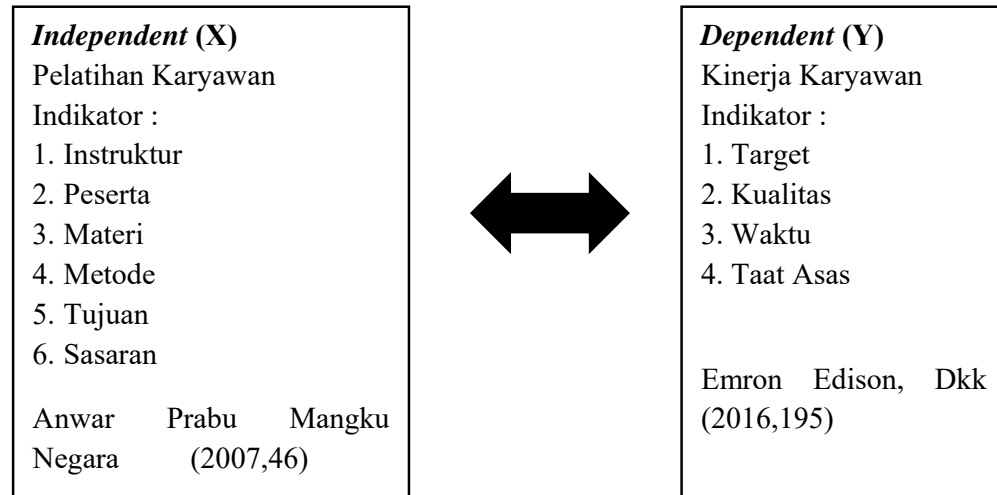 Independent (X)
Pelatihan Karyawan
Indikator :
1. Instruktur
2. Peserta
3. Materi
4. Metode
5. Tujuan
6. Sasaran
Anwar Prabu Mangku
Negara (2007,46)
Dependent (Y)
Kinerja Karyawan
Indikator :
1. Target
2. Kualitas
3. Waktu
4. Taat Asas
Emron Edison, Dkk
(2016,195)